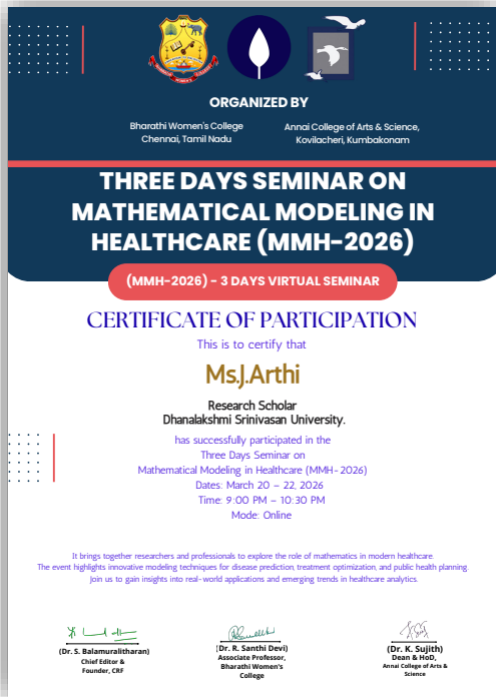 ORGANIZED BY
Bharathi Women's College
Chennai, Tamil Nadu
Annai College of Arts & Science,
Kovilacheri, Kumbakonam
THREE DAYS SEMINAR ON
MATHEMATICAL MODELING IN
HEALTHCARE (MMH-2026)
(MMH-2026) - 3 DAYS VIRTUAL SEMINAR
CERTIFICATE OF PARTICIPATION
This is to certify that
Ms.J.Arthi
Research Scholar
Dhanalakshmi Srinivasan University.
has successfully participated in the
Three Days Seminar on
Mathematical Modeling in Healthcare (MMH-2026)
Dates: March 20 – 22, 2026
Time: 9:00 PM – 10:30 PM
Mode: Online
It brings together researchers and professionals to explore the role of mathematics in modern healthcare.
The event highlights innovative modeling techniques for disease prediction, treatment optimization, and public health planning.
Join us to gain insights into real-world applications and emerging trends in healthcare analytics.
(Dr. S. Balamuralitharan)
Chief Editor &
Founder, CRF
(Dr. R. Santhi Devi)
Associate Professor,
Bharathi Women's
College
(Dr. K. Sujith)
Dean & HoD,
Annai College of Arts &
Science